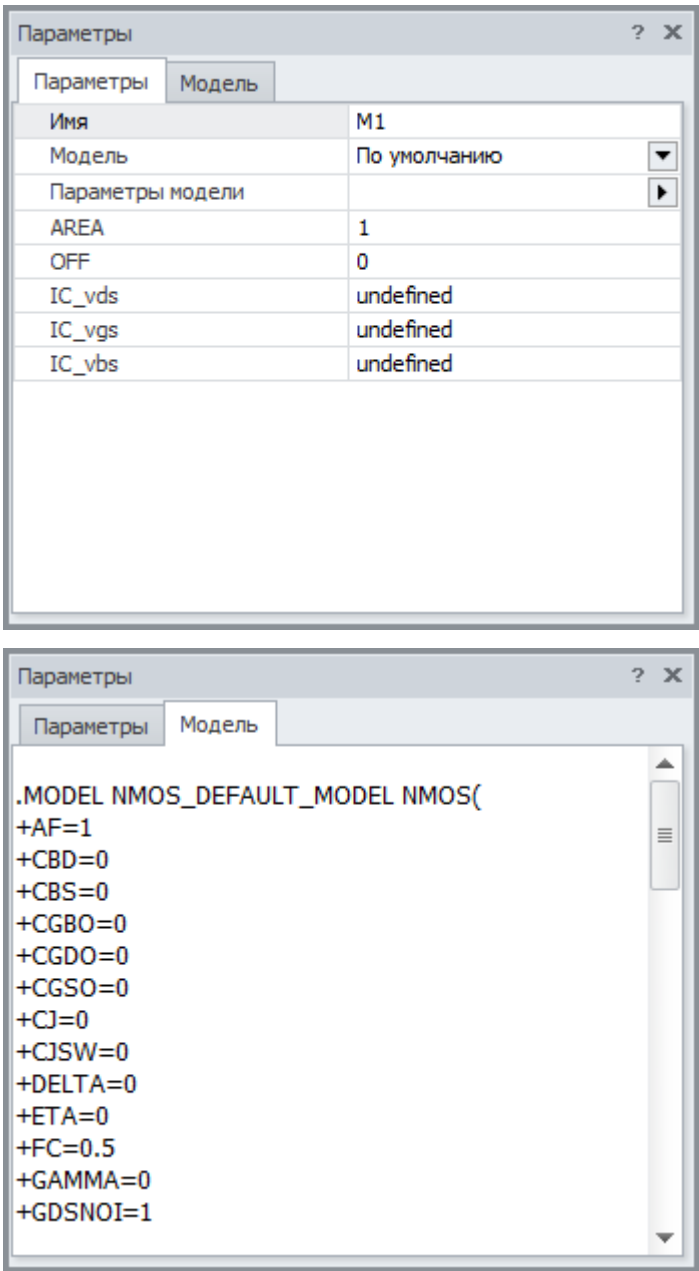 Параметры ?
Параметры Модель
Имя M1
Модель По умолчанию
Параметры модели
AREA 1
OFF 0
IC_vds undefined
IC_vgs undefined
IC_vbs undefined
Параметры ?
Параметры Модель
.MODEL NMOS_DEFAULT_MODEL NMOS(
+AF=1
+CBD=0
+CBS=0
+CGBO=0
+CGDO=0
+CGSO=0
+CJ=0
+CJSW=0
+DELTA=0
+ETA=0
+FC=0.5
+GAMMA=0
+GDSNOI=1